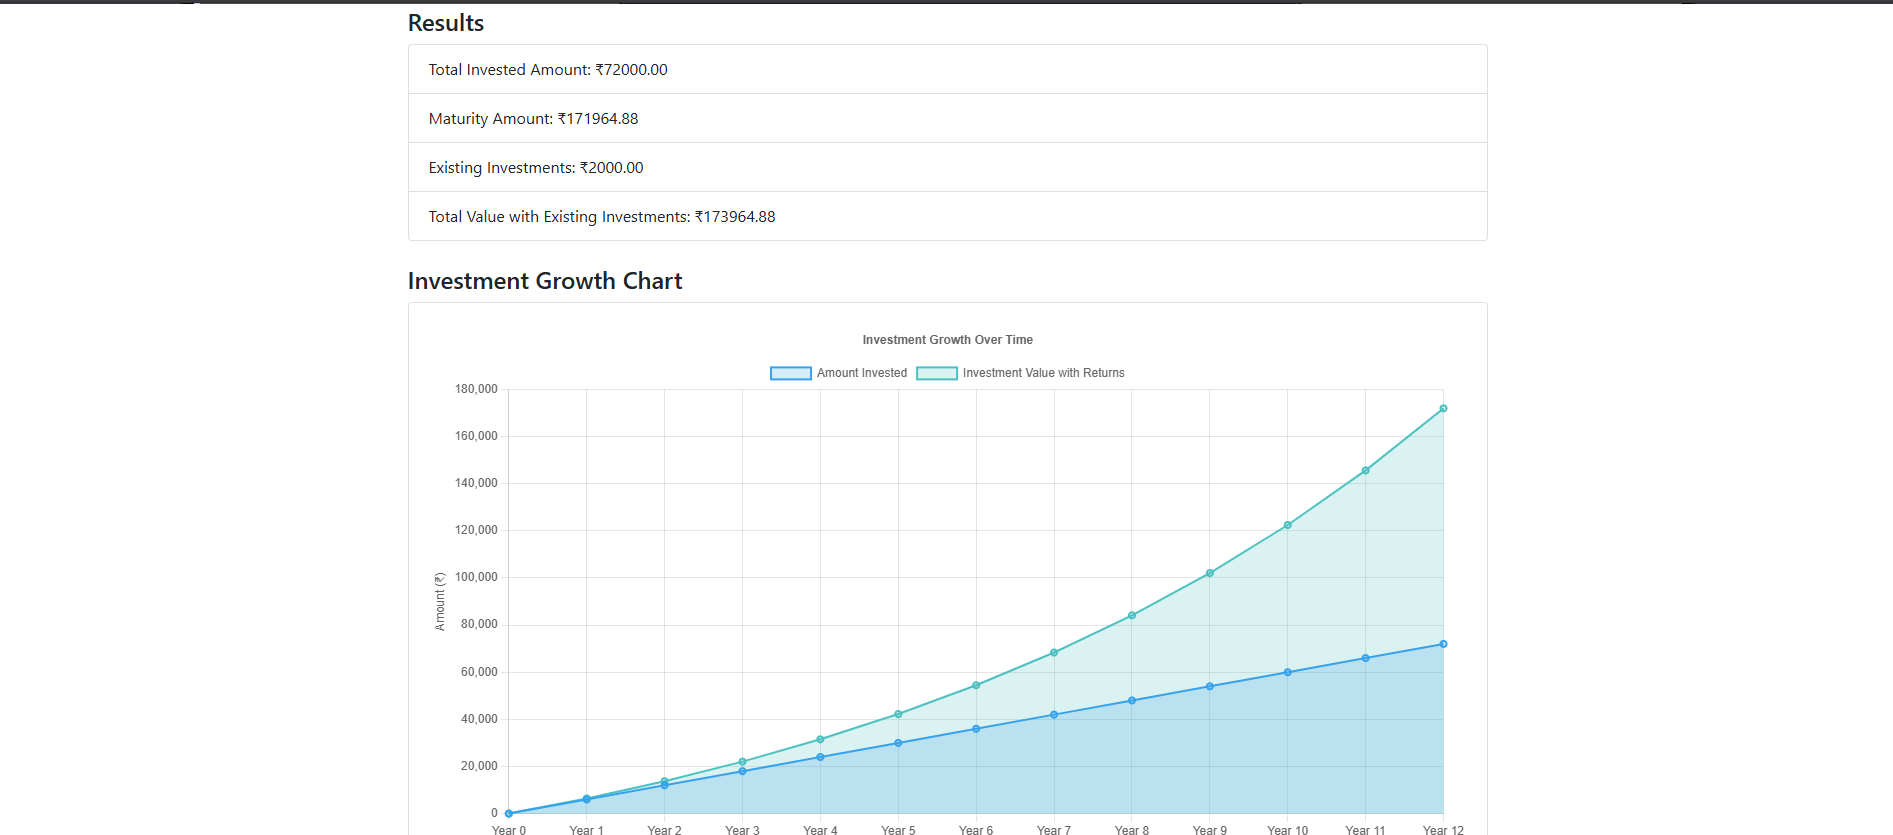 Results
Total Invested Amount: ₹72000.00
Maturity Amount: ₹171964.88
Existing Investments: ₹2000.00
Total Value with Existing Investments: ₹173964.88
Investment Growth Chart
Investment Growth Over Time
Amount Invested Investment Value with Returns
180,000
160,000
140,000
120,000
100,000
80,000
60,000
40,000
20,000
0
Amount (₹)
Year 0 Year 1 Year 2 Year 3 Year 4 Year 5 Year 6 Year 7 Year 8 Year 9 Year 10 Year 11 Year 12